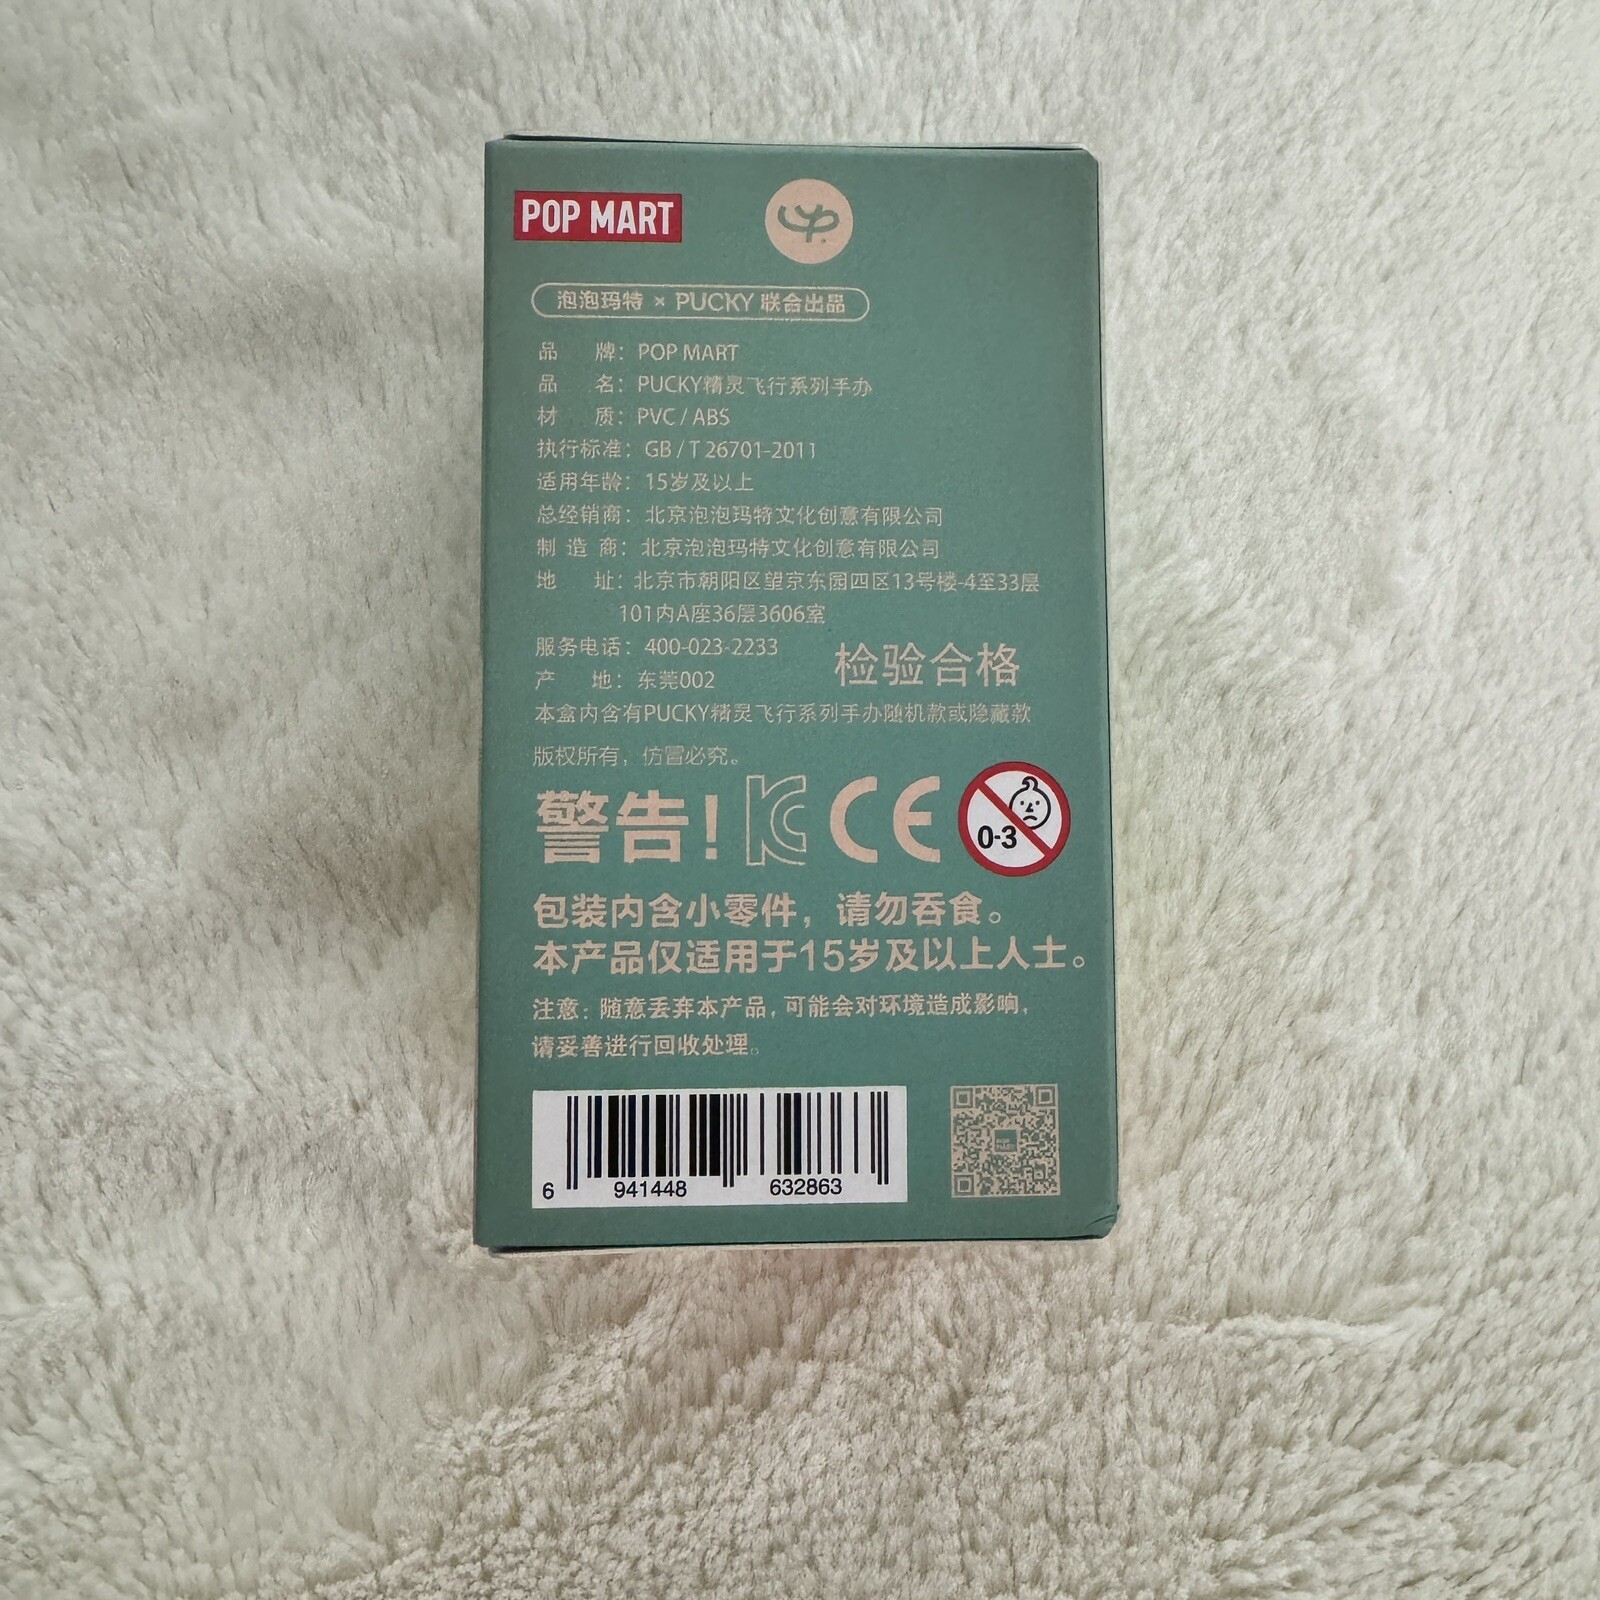 POP MART
泡泡玛特 × PUCKY 联合出品
品 牌：POP MART
品 名：PUCKY精灵飞行系列手办
材 质：PVC / ABS
执行标准：GB / T 26701-2011
适用年龄：15岁及以上
总经销商：北京泡泡玛特文化创意有限公司
制 造 商：北京泡泡玛特文化创意有限公司
地 址：北京市朝阳区望京东园四区13号楼-4至33层
101内A座36层3606室
服务电话：400-023-2233
检验合格
产 地：东莞002
本盒内含有PUCKY精灵飞行系列手办随机款或隐藏款
版权所有，仿冒必究。
警告！ KC CE 0-3
包装内含小零件，请勿吞食。
本产品仅适用于15岁及以上人士。
注意：随意丢弃本产品，可能会对环境造成影响，
请妥善进行回收处理。
6 941448 632863